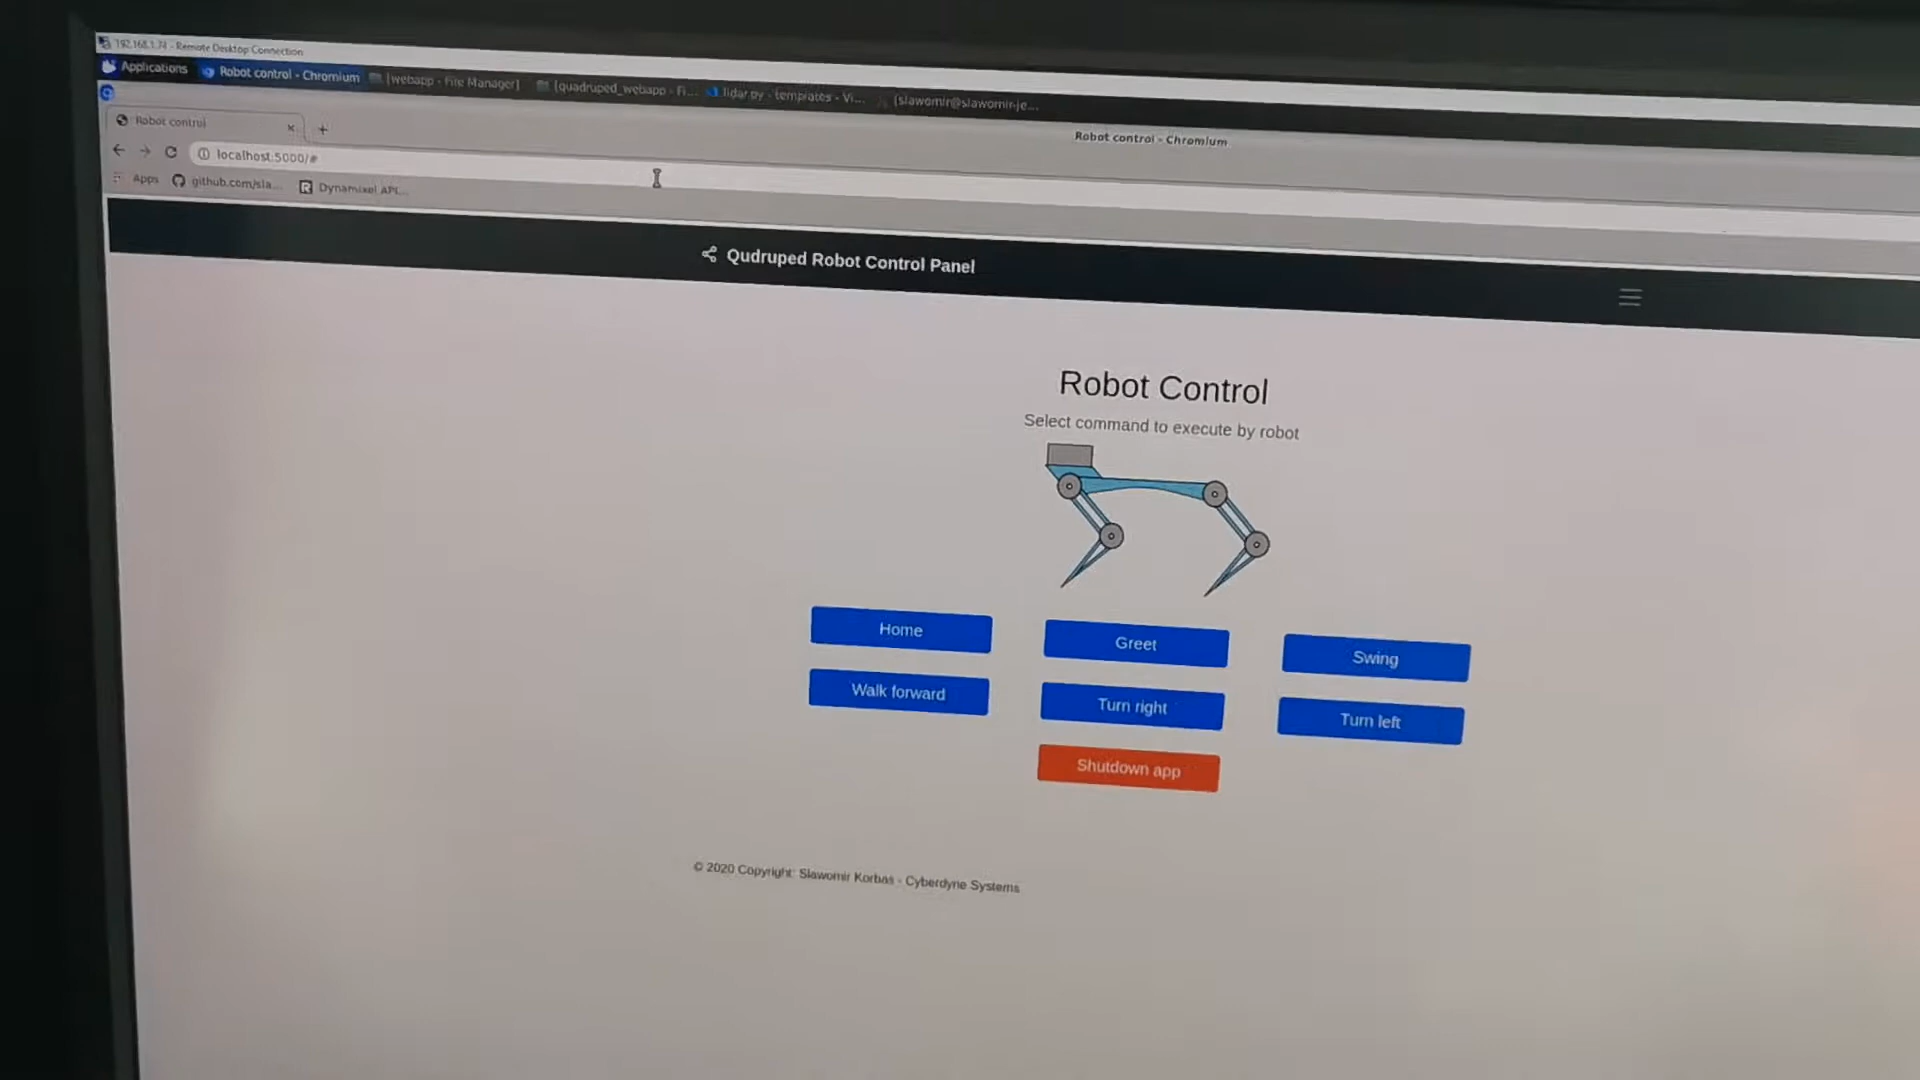 192.168.1.74 - Remote Desktop Connection
Applications Robot control - Chromium [webapp - File Manager] [quadruped_webapp - Fi... lidar.py - templates - Vi... [slawomir@slawomir-je...
Robot control - Chromium
Robot control
localhost:5000/#
Apps github.com/sla... Dynamixel API...
Qudruped Robot Control Panel
Robot Control
Select command to execute by robot
Home Greet Swing
Walk forward Turn right Turn left
Shutdown app
© 2020 Copyright: Slawomir Korbas - Cyberdyne Systems